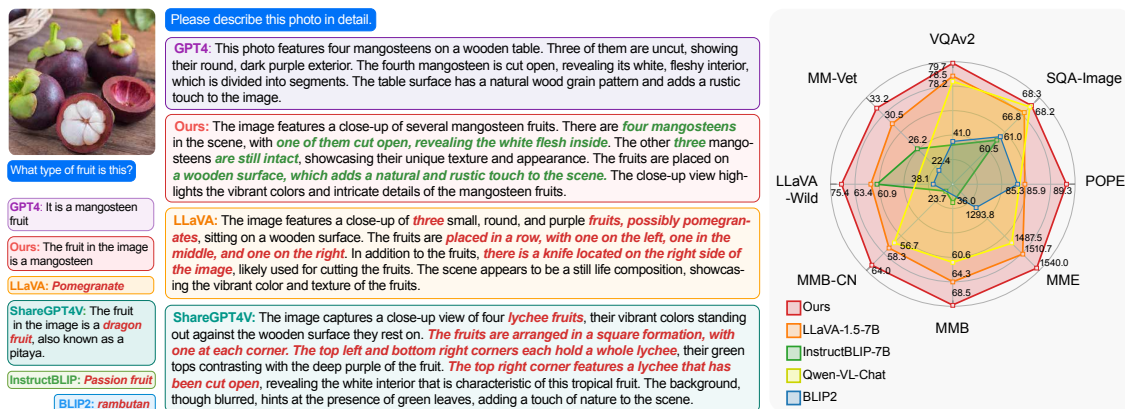 Please describe this photo in detail.
GPT4: This photo features four mangosteens on a wooden table. Three of them are uncut, showing
their round, dark purple exterior. The fourth mangosteen is cut open, revealing its white, fleshy interior,
which is divided into segments. The table surface has a natural wood grain pattern and adds a rustic
touch to the image.
Ours: The image features a close-up of several mangosteen fruits. There are four mangosteens
in the scene, with one of them cut open, revealing the white flesh inside. The other three mango-
steens are still intact, showcasing their unique texture and appearance. The fruits are placed on
a wooden surface, which adds a natural and rustic touch to the scene. The close-up view high-
lights the vibrant colors and intricate details of the mangosteen fruits.
LLaVA: The image features a close-up of three small, round, and purple fruits, possibly pomegran-
ates, sitting on a wooden surface. The fruits are placed in a row, with one on the left, one in the
middle, and one on the right. In addition to the fruits, there is a knife located on the right side of
the image, likely used for cutting the fruits. The scene appears to be a still life composition, showcas-
ing the vibrant color and texture of the fruits.
ShareGPT4V: The image captures a close-up view of four lychee fruits, their vibrant colors standing
out against the wooden surface they rest on. The fruits are arranged in a square formation, with
one at each corner. The top left and bottom right corners each hold a whole lychee, their green
tops contrasting with the deep purple of the fruit. The top right corner features a lychee that has
been cut open, revealing the white interior that is characteristic of this tropical fruit. The background,
though blurred, hints at the presence of green leaves, adding a touch of nature to the scene.
What type of fruit is this?
GPT4: It is a mangosteen
fruit
Ours: The fruit in the image
is a mangosteen
LLaVA: Pomegranate
ShareGPT4V: The fruit
in the image is a dragon
fruit, also known as a
pitaya.
InstructBLIP: Passion fruit
BLIP2: rambutan
VQAv2
79.7
78.5
78.2
41.0
SQA-Image
68.3
68.2
66.8
61.0
60.5
POPE
89.3
85.9
85.3
MME
1540.0
1510.7
1487.5
1293.8
MMB
68.5
64.3
60.6
36.0
MMB-CN
64.0
58.3
56.7
23.7
LLaVA
-Wild
75.4
63.4
60.9
38.1
MM-Vet
33.2
30.5
26.2
22.4
Ours
LLaVA-1.5-7B
InstructBLIP-7B
Qwen-VL-Chat
BLIP2